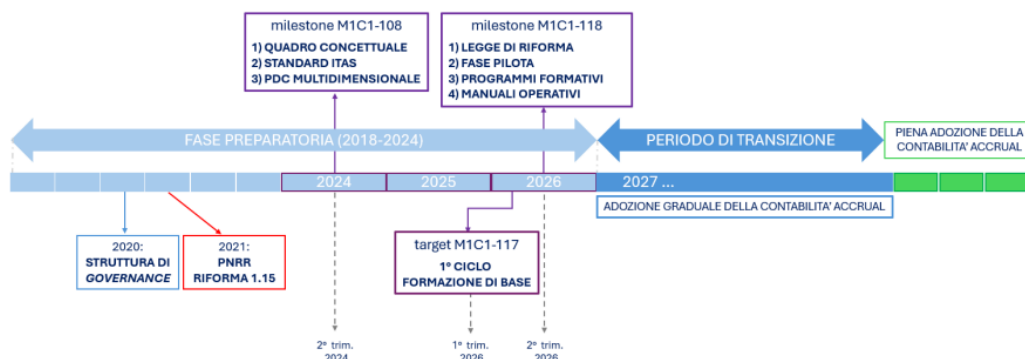 milestone M1C1-108
1) QUADRO CONCETTUALE
2) STANDARD ITAS
3) PDC MULTIDIMENSIONALE
milestone M1C1-118
1) LEGGE DI RIFORMA
2) FASE PILOTA
3) PROGRAMMI FORMATIVI
4) MANUALI OPERATIVI
FASE PREPARATORIA (2018-2024)
PERIODO DI TRANSIZIONE
PIENA ADOZIONE DELLA
CONTABILITA' ACCRUAL
2024
2025
2026
2027 ...
ADOZIONE GRADUALE DELLA CONTABILITA' ACCRUAL
2020:
STRUTTURA DI
GOVERNANCE
2021:
PNRR
RIFORMA 1.15
target M1C1-117
1° CICLO
FORMAZIONE DI BASE
2° trim.
2024
1° trim.
2026
2° trim.
2026